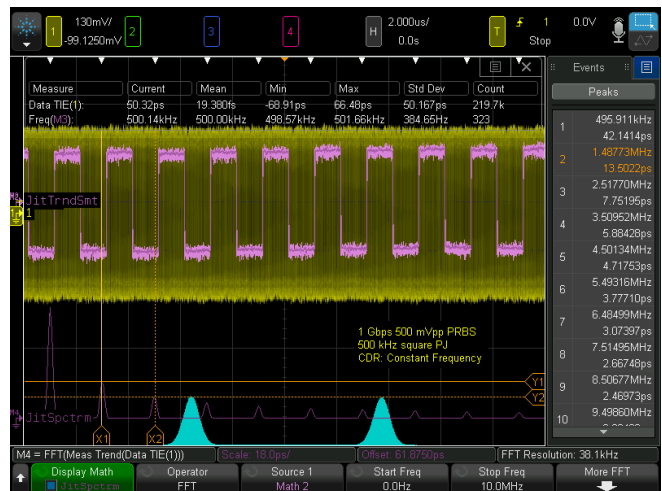 1 130mV/ 2 3 4 H 2.000us/ T 1 0.0V
-99.1250mV 0.0s Stop
Events
Measure Current Mean Min Max Std Dev Count
Data TIE(1): 50.32ps 19.380fs -68.91ps 66.48ps 50.167ps 219.7k
Freq(M3): 500.14kHz 500.00kHz 498.57kHz 501.66kHz 384.65Hz 323
JitTrndSmt
1
1 Gbps 500 mVpp PRBS
500 kHz square PJ
CDR: Constant Frequency
Y1
Y2
JitSpctrm
X1 X2
Peaks
1 495.911kHz
42.1414ps
2 1.48773MHz
13.5022ps
3 2.51770MHz
7.75195ps
4 3.50952MHz
5.88428ps
5 4.50134MHz
4.71753ps
6 5.49316MHz
3.77710ps
7 6.48499MHz
3.07397ps
8 7.51495MHz
2.66748ps
9 8.50677MHz
2.46973ps
10 9.49860MHz
M4 = FFT(Meas Trend(Data TIE(1))) Scale: 18.0ps/ Offset: 61.8750ps FFT Resolution: 38.1kHz
Display Math Operator Source 1 Start Freq Stop Freq More FFT
JitSpctrm FFT Math 2 0.0Hz 10.0MHz